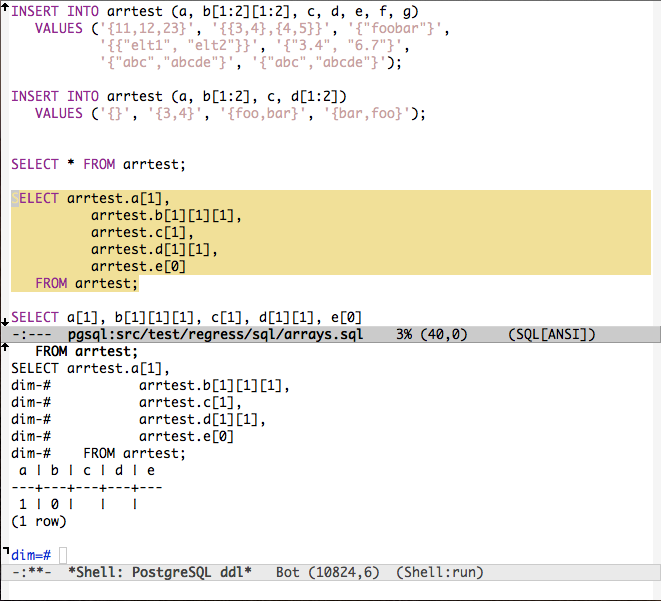 INSERT INTO arrtest (a, b[1:2][1:2], c, d, e, f, g)
   VALUES ('{11,12,23}', '{{3,4},{4,5}}', '{"foobar"}',
           '{{"elt1", "elt2"}}', '{"3.4", "6.7"}',
           '{"abc","abcde"}', '{"abc","abcde"}');
INSERT INTO arrtest (a, b[1:2], c, d[1:2])
   VALUES ('{}', '{3,4}', '{foo,bar}', '{bar,foo}');
SELECT * FROM arrtest;
SELECT arrtest.a[1],
          arrtest.b[1][1][1],
          arrtest.c[1],
          arrtest.d[1][1],
          arrtest.e[0]
   FROM arrtest;
SELECT a[1], b[1][1][1], c[1], d[1][1], e[0]
-:---  pgsql:src/test/regress/sql/arrays.sql    3% (40,0)     (SQL[ANSI])
   FROM arrtest;
SELECT arrtest.a[1],
dim-#           arrtest.b[1][1][1],
dim-#           arrtest.c[1],
dim-#           arrtest.d[1][1],
dim-#           arrtest.e[0]
dim-#    FROM arrtest;
 a | b | c | d | e
---+---+---+---+---
 1 | 0 |   |   |
(1 row)
dim=#
-:**-  *Shell: PostgreSQL ddl*   Bot (10824,6)  (Shell:run)